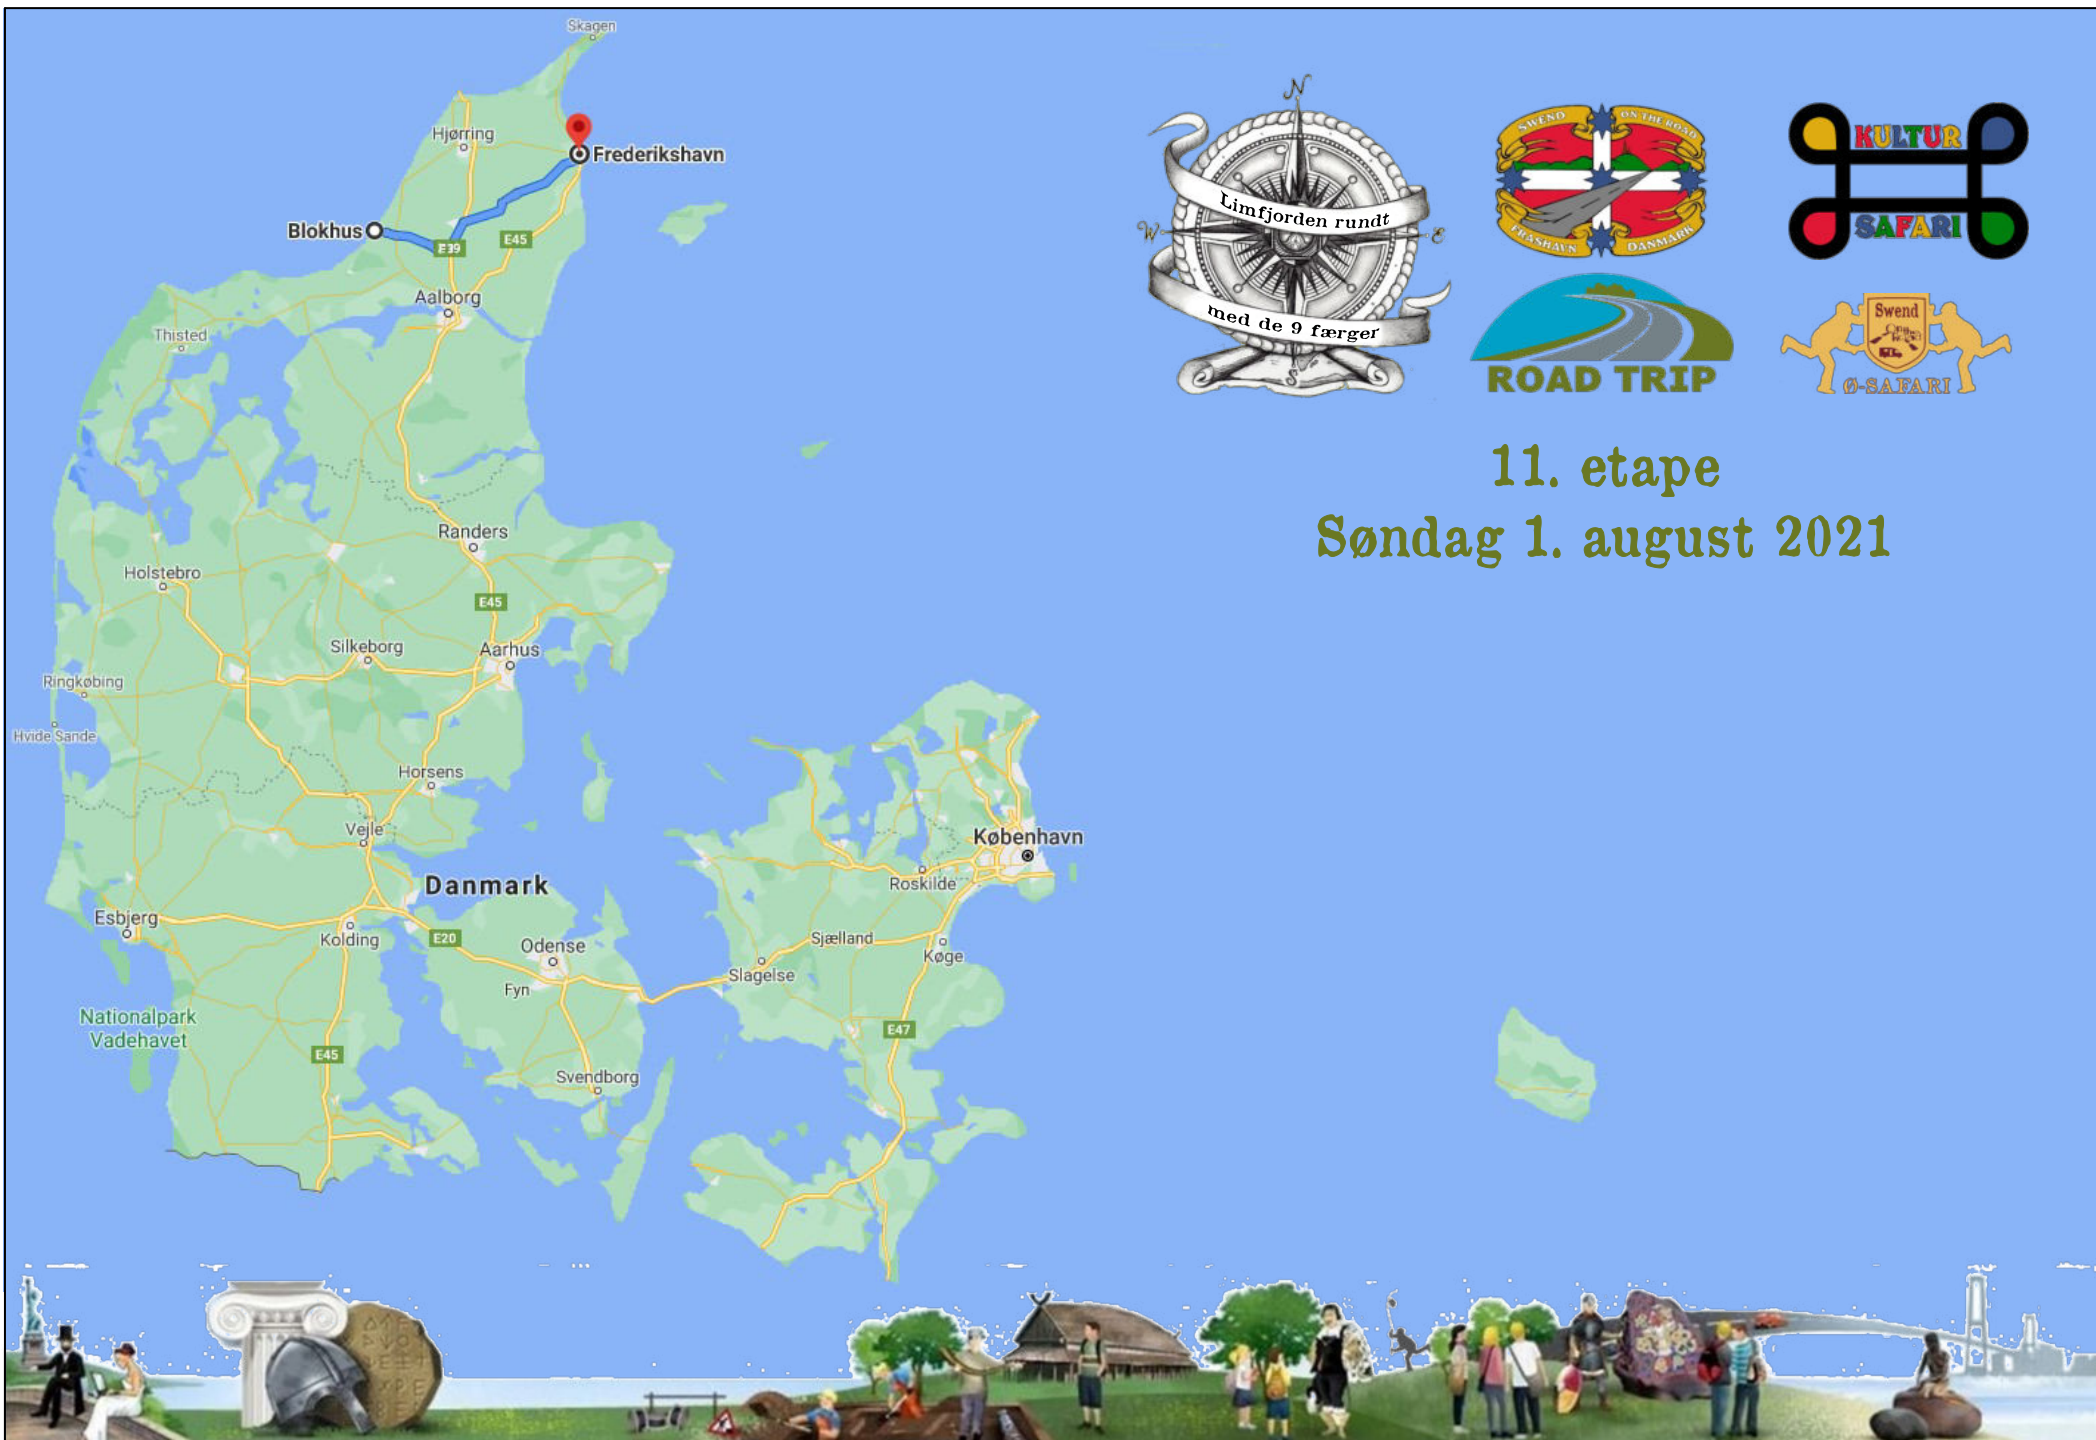 Skagen
Hjørring
Frederikshavn
Blokhus
E39
E45
Aalborg
Thisted
Randers
Holstebro
E45
Silkeborg
Aarhus
Ringkøbing
Hvide Sande
Horsens
Vejle
København
Roskilde
Danmark
Esbjerg
Kolding
E20
Odense
Sjælland
Køge
Slagelse
Fyn
Nationalpark
Vadehavet
E47
E45
Svendborg
N
W
E
S
Limfjorden rundt
med de 9 færger
SWEND
ON THE ROAD
FRASHAVN
DANMARK
KULTUR
SAFARI
ROAD TRIP
Swend
Ø-SAFARI
11. etape
Søndag 1. august 2021